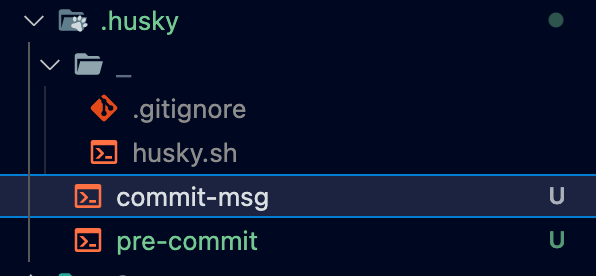 .husky
_
.gitignore
husky.sh
commit-msg U
pre-commit U